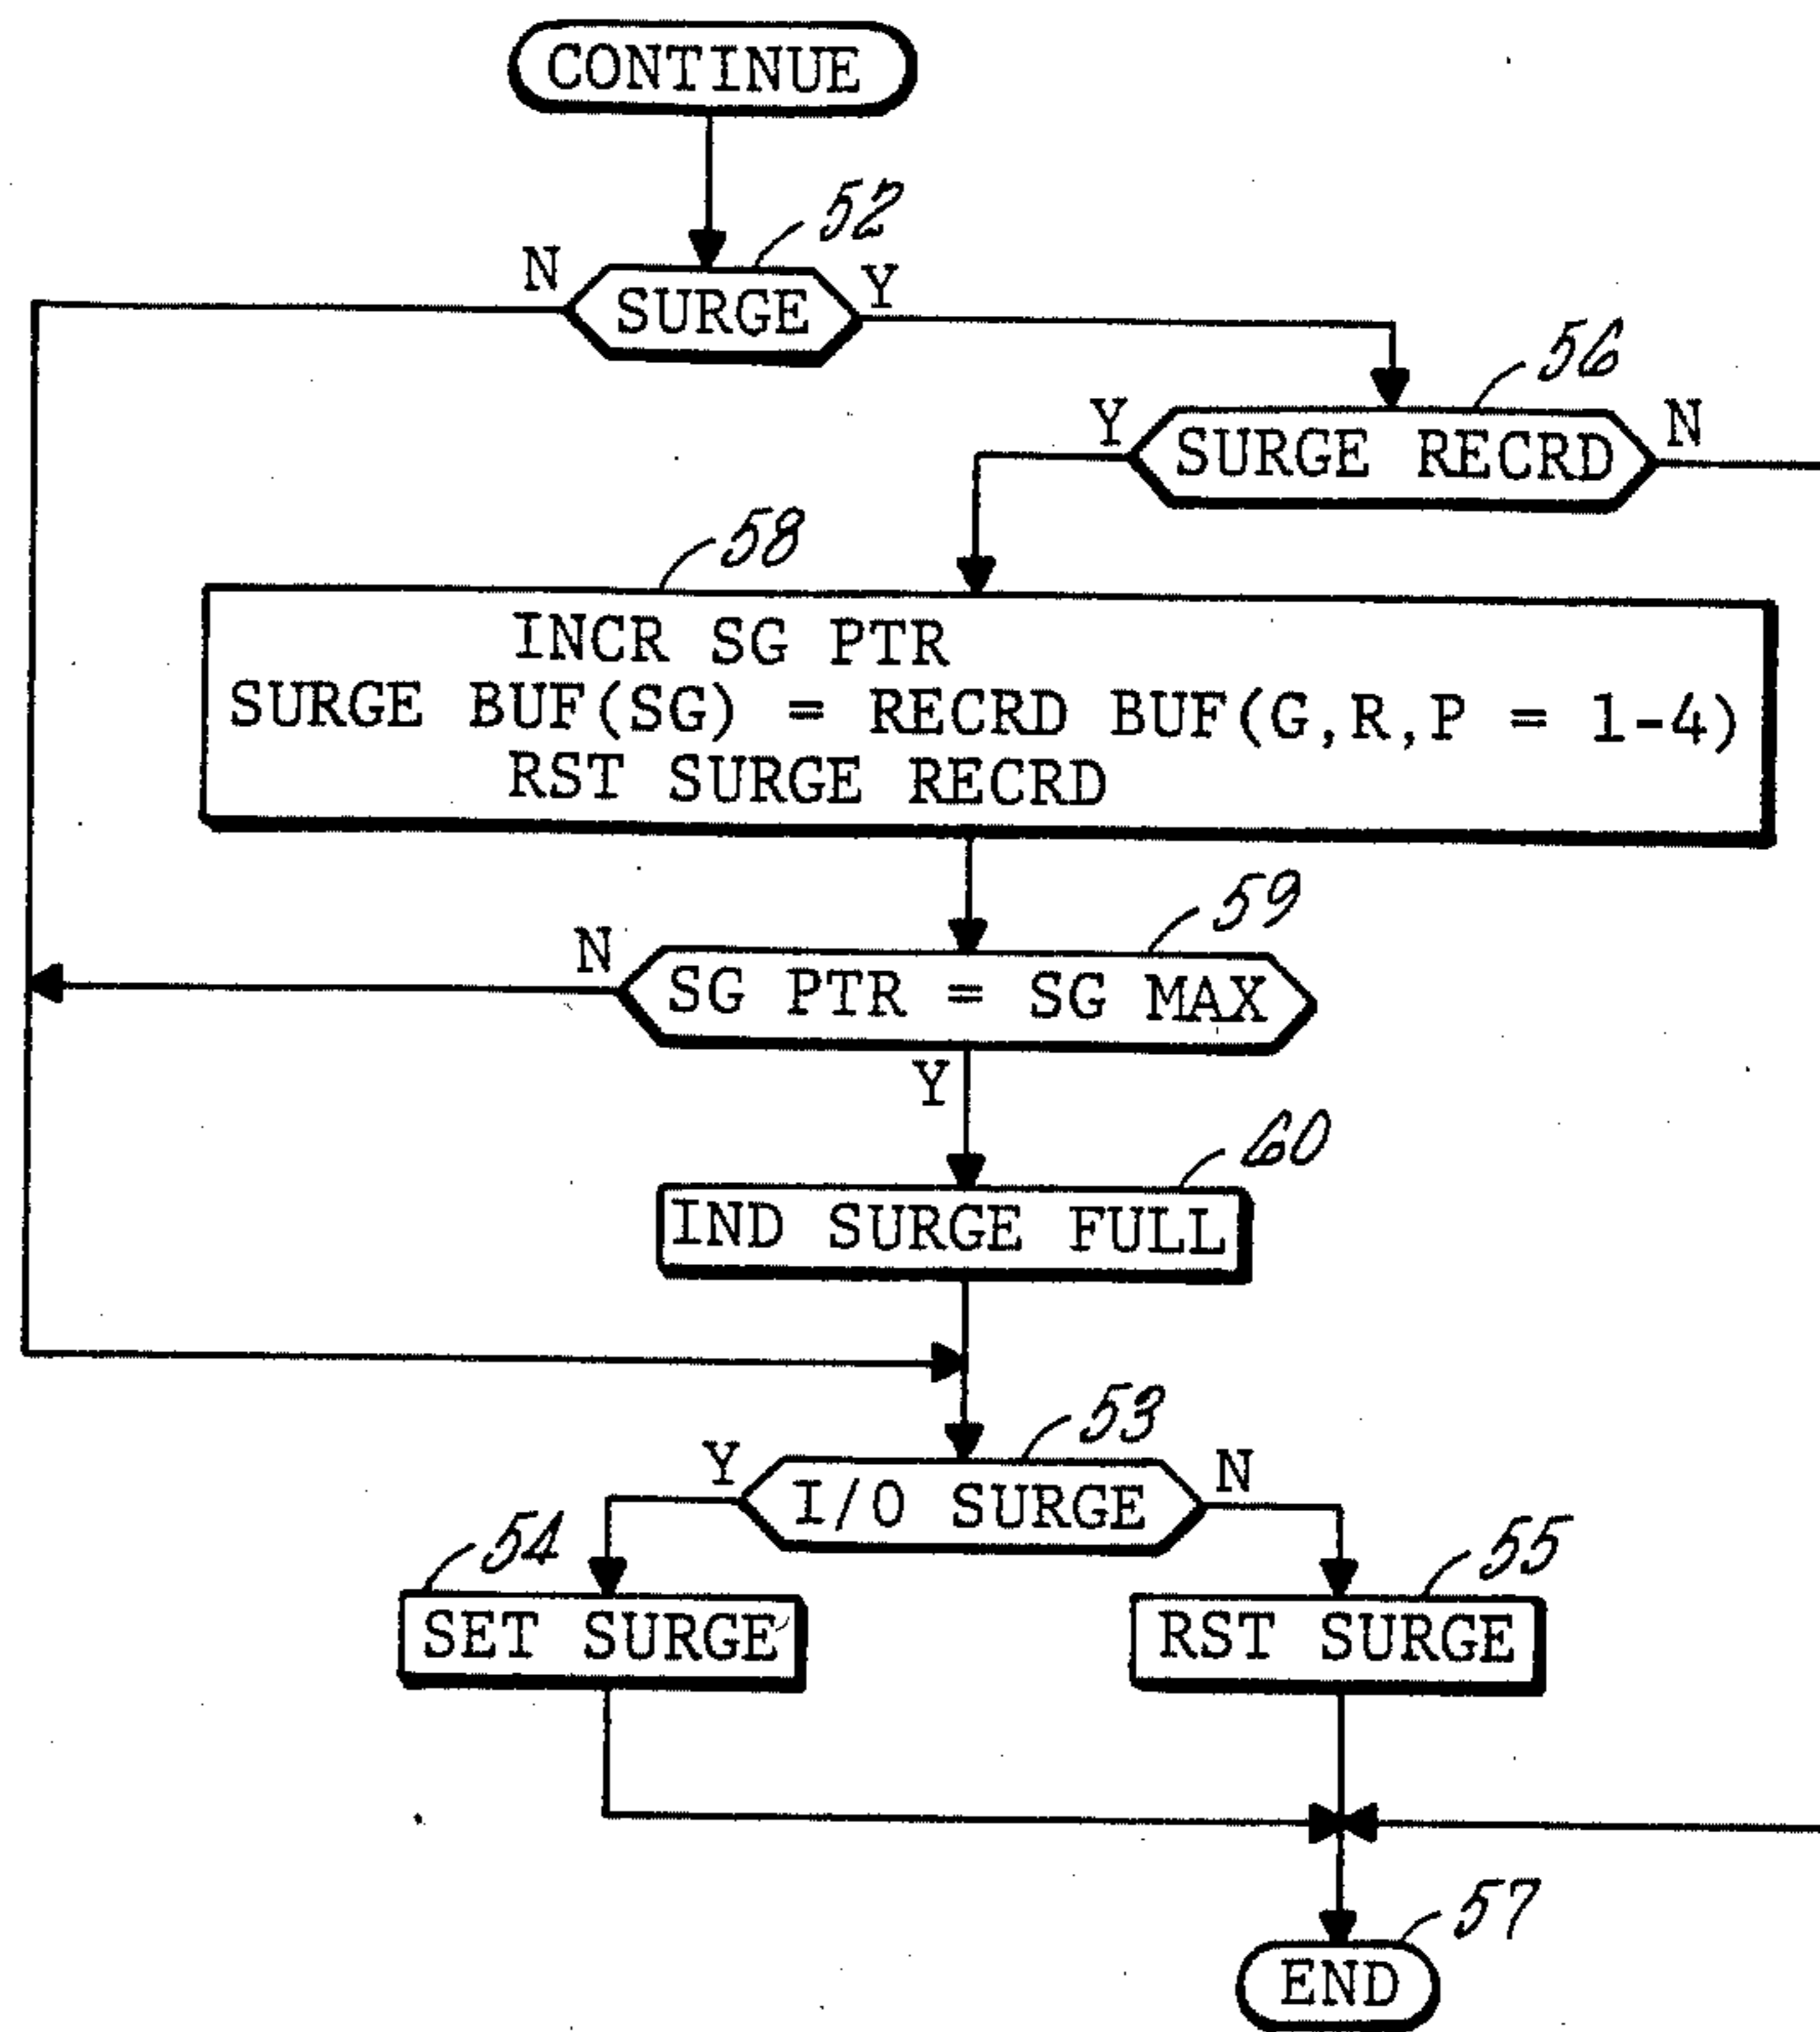 CONTINUE
52
N
SURGE
Y
56
Y
SURGE RECRD
N
58
INCR SG PTR
SURGE BUF(SG) = RECRD BUF(G,R,P = 1-4)
RST SURGE RECRD
59
N
SG PTR = SG MAX
Y
60
IND SURGE FULL
53
Y
I/O SURGE
N
54
SET SURGE
55
RST SURGE
57
END